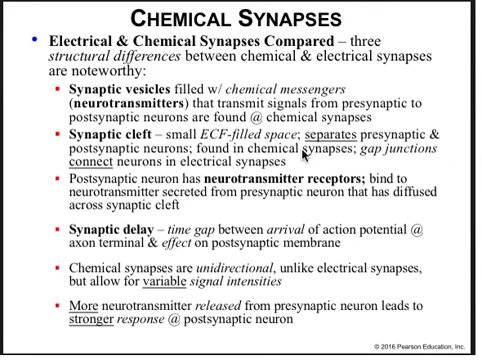 CHEMICAL SYNAPSES
• Electrical & Chemical Synapses Compared – three
structural differences between chemical & electrical synapses
are noteworthy:
▪ Synaptic vesicles filled w/ chemical messengers
(neurotransmitters) that transmit signals from presynaptic to
postsynaptic neurons are found @ chemical synapses
▪ Synaptic cleft – small ECF-filled space; separates presynaptic &
postsynaptic neurons; found in chemical synapses; gap junctions
connect neurons in electrical synapses
▪ Postsynaptic neuron has neurotransmitter receptors; bind to
neurotransmitter secreted from presynaptic neuron that has diffused
across synaptic cleft
▪ Synaptic delay – time gap between arrival of action potential @
axon terminal & effect on postsynaptic membrane
▪ Chemical synapses are unidirectional, unlike electrical synapses,
but allow for variable signal intensities
▪ More neurotransmitter released from presynaptic neuron leads to
stronger response @ postsynaptic neuron
© 2016 Pearson Education, Inc.